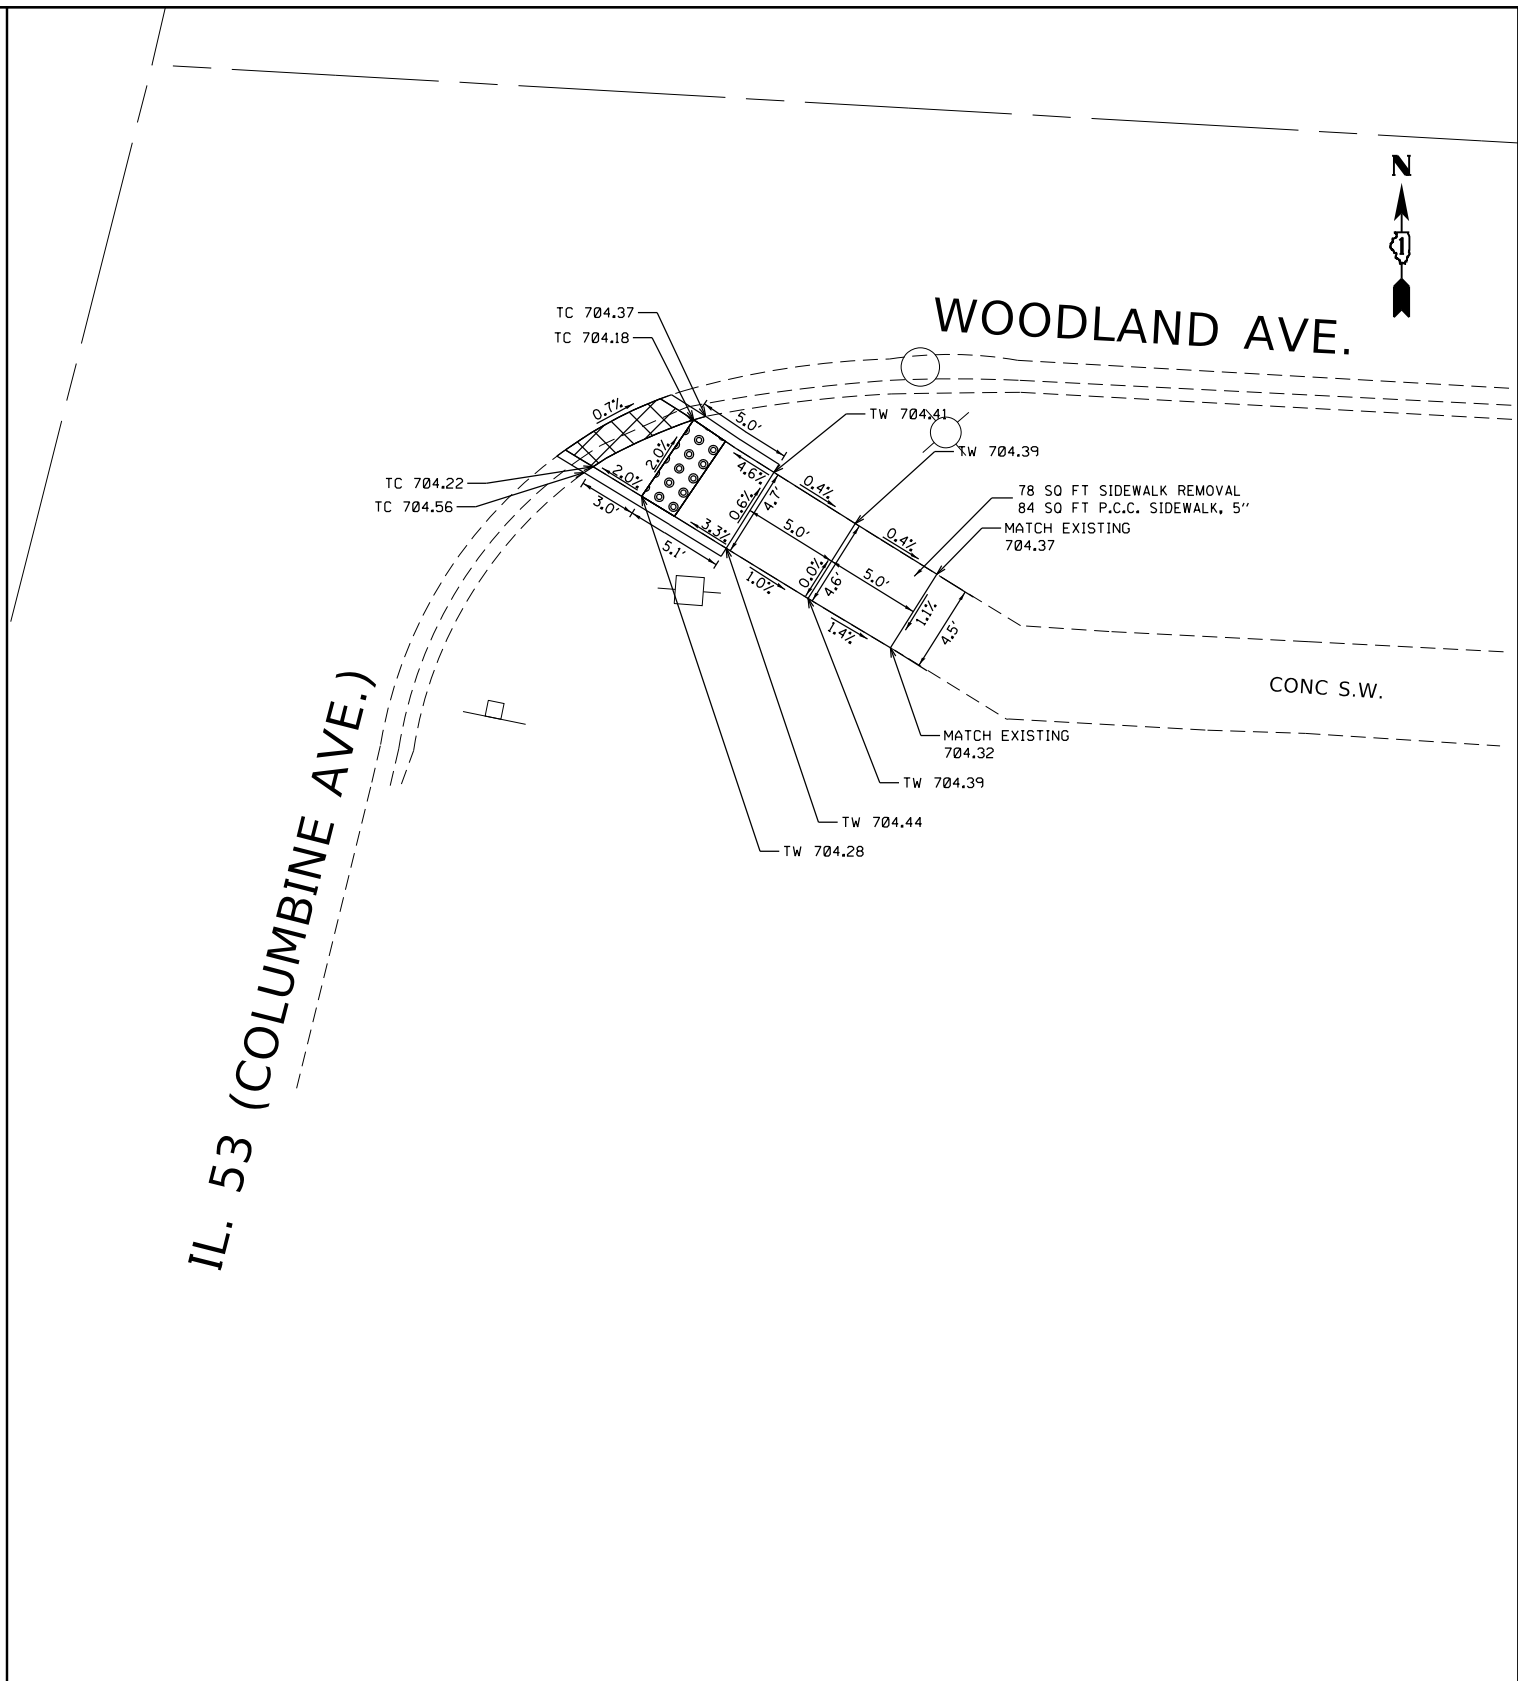 N
1
WOODLAND AVE.
TC 704.37
TC 704.18
0.7%
5.0'
TW 704.41
TW 704.39
2.0%
4.6%
0.4%
TC 704.22
TC 704.56
2.0%
3.0'
0.6%
4.7'
78 SQ FT SIDEWALK REMOVAL
84 SQ FT P.C.C. SIDEWALK, 5"
MATCH EXISTING
704.37
3.3%
5.1'
5.0'
0.4%
1.0%
0.0%
4.6'
5.0'
1.1%
4.5'
1.4%
CONC S.W.
MATCH EXISTING
704.32
TW 704.39
TW 704.44
TW 704.28
IL. 53 (COLUMBINE AVE.)